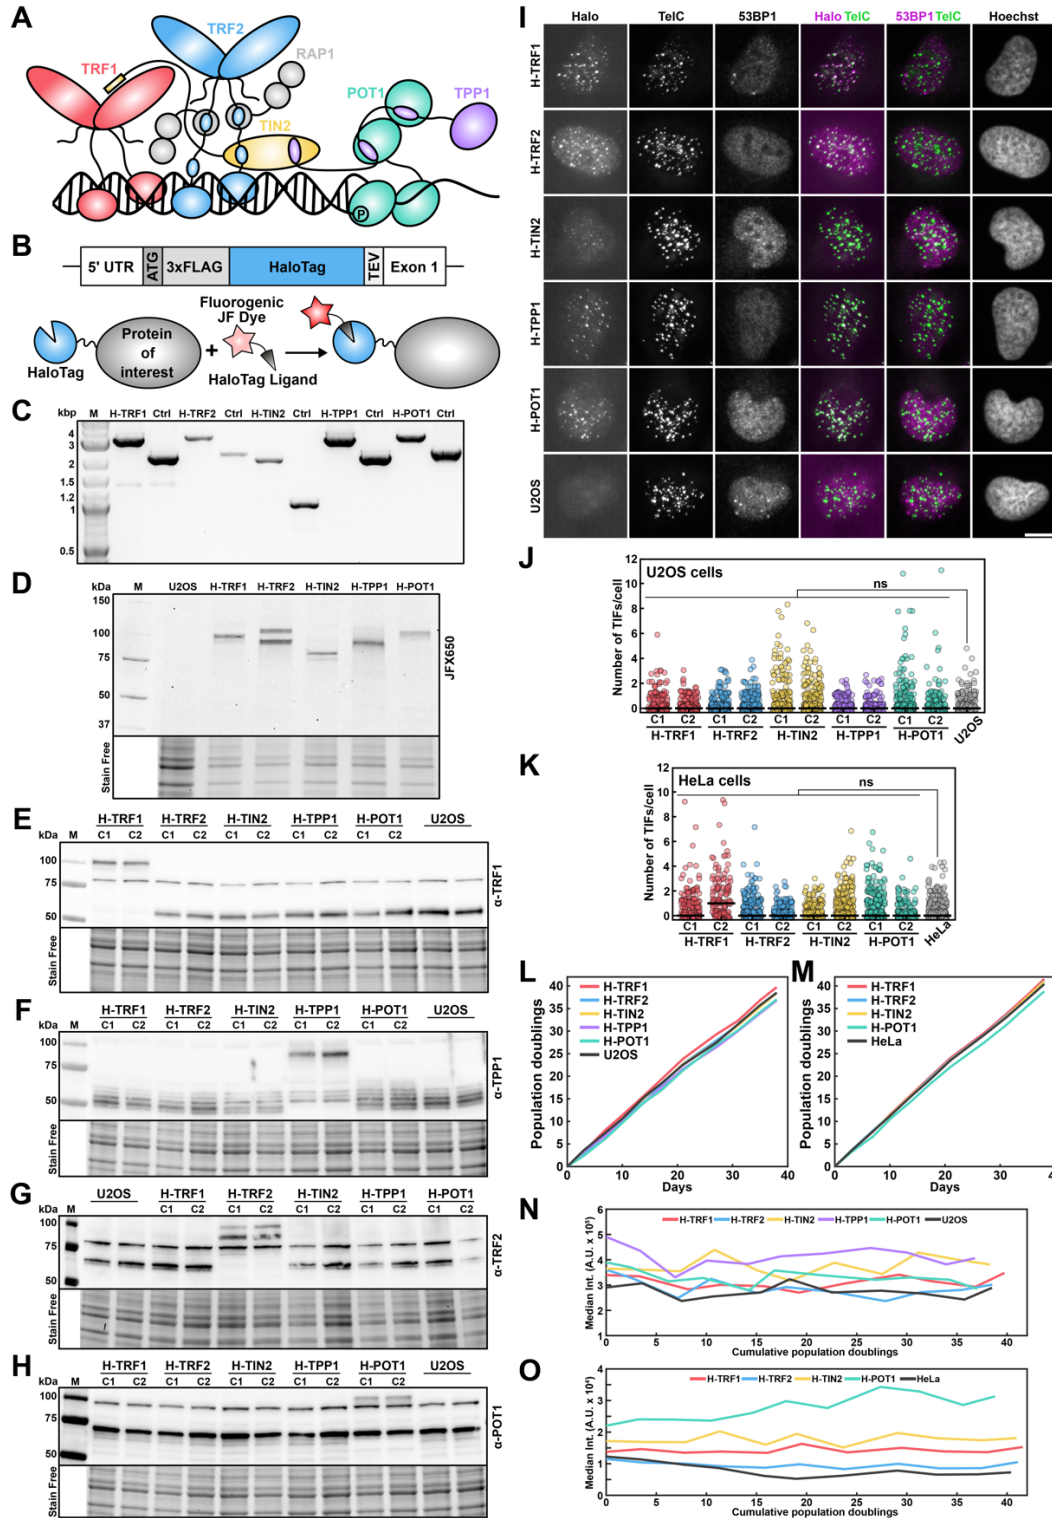 A
TRF1
TRF2
RAP1
TIN2
POT1
TPP1
P
B
5' UTR ATG 3xFLAG HaloTag TEV Exon 1
HaloTag
Protein of interest
+
Fluorogenic JF Dye
HaloTag Ligand
C
kbp M H-TRF1 Ctrl H-TRF2 Ctrl H-TIN2 Ctrl H-TPP1 Ctrl H-POT1 Ctrl
4
3
2
1.5
1.2
1
0.5
D
kDa M U2OS H-TRF1 H-TRF2 H-TIN2 H-TPP1 H-POT1
150
100
75
50
37
JFX650
Stain Free
E
H-TRF1 H-TRF2 H-TIN2 H-TPP1 H-POT1 U2OS
kDa M C1 C2 C1 C2 C1 C2 C1 C2 C1 C2
100
75
50
α-TRF1
Stain Free
F
H-TRF1 H-TRF2 H-TIN2 H-TPP1 H-POT1 U2OS
kDa M C1 C2 C1 C2 C1 C2 C1 C2 C1 C2
100
75
50
α-TPP1
Stain Free
G
U2OS H-TRF1 H-TRF2 H-TIN2 H-TPP1 H-POT1
kDa M C1 C2 C1 C2 C1 C2 C1 C2 C1 C2
100
75
50
α-TRF2
Stain Free
H
H-TRF1 H-TRF2 H-TIN2 H-TPP1 H-POT1 U2OS
kDa M C1 C2 C1 C2 C1 C2 C1 C2 C1 C2
100
75
50
α-POT1
Stain Free
I
Halo TelC 53BP1 Halo TelC 53BP1 TelC Hoechst
H-TRF1
H-TRF2
H-TIN2
H-TPP1
H-POT1
U2OS
J
U2OS cells
ns
Number of TIFs/cell
12
10
8
6
4
2
0
C1 C2 C1 C2 C1 C2 C1 C2 C1 C2
H-TRF1 H-TRF2 H-TIN2 H-TPP1 H-POT1 U2OS
K
HeLa cells
ns
Number of TIFs/cell
12
10
8
6
4
2
0
C1 C2 C1 C2 C1 C2 C1 C2
H-TRF1 H-TRF2 H-TIN2 H-POT1 HeLa
L
H-TRF1
H-TRF2
H-TIN2
H-TPP1
H-POT1
U2OS
Population doublings
40
35
30
25
20
15
10
5
0
0 10 20 30 40
Days
M
H-TRF1
H-TRF2
H-TIN2
H-POT1
HeLa
Population doublings
40
35
30
25
20
15
10
5
0
0 10 20 30 40
Days
N
H-TRF1 H-TRF2 H-TIN2 H-TPP1 H-POT1 U2OS
Median Int. (A.U. x 10⁵)
6
5
4
3
2
1
0 5 10 15 20 25 30 35 40
Cumulative population doublings
O
H-TRF1 H-TRF2 H-TIN2 H-POT1 HeLa
Median Int. (A.U. x 10⁴)
4
3
2
1
0
0 5 10 15 20 25 30 35 40
Cumulative population doublings